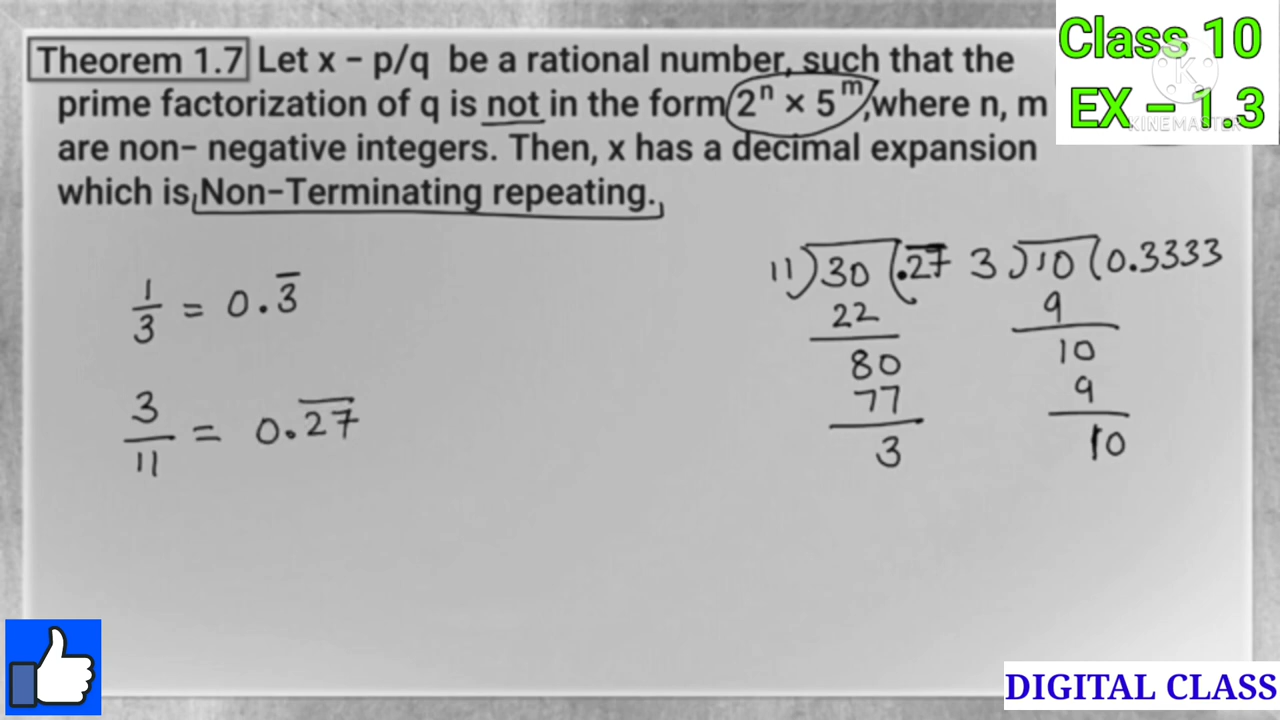 Class 10
EX - 1.3
KINEMASTER
Theorem 1.7 Let x - p/q be a rational number, such that the
prime factorization of q is not in the form 2ⁿ × 5ᵐ, where n, m
are non- negative integers. Then, x has a decimal expansion
which is Non-Terminating repeating.
1/3 = 0.3̅
3/11 = 0.2̅7̅
11)30(.2̅7̅
22
80
77
3
3)10(0.3333
9
10
9
10
DIGITAL CLASS